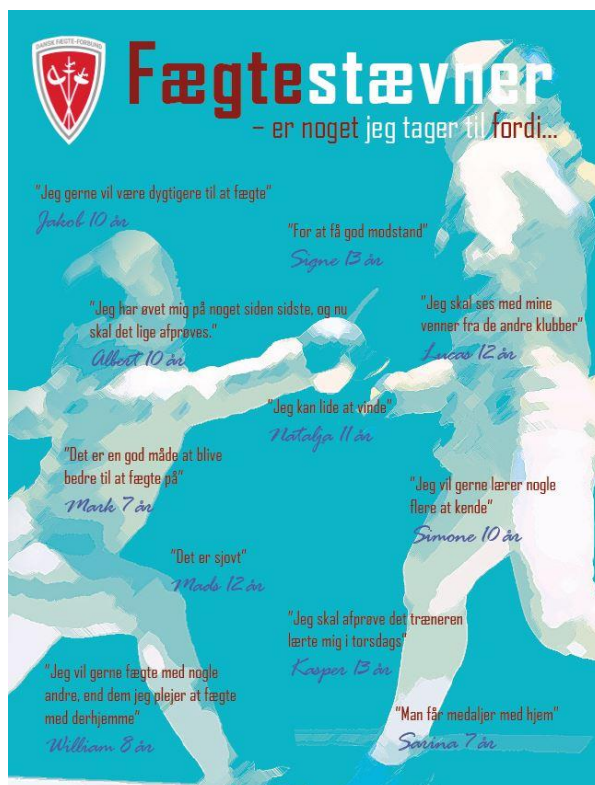 DANSK FÆGTE-FORBUND
Fægtestævner
– er noget jeg tager til fordi...
"Jeg gerne vil være dygtigere til at fægte"
Jakob 10 år
"For at få god modstand"
Signe 13 år
"Jeg har øvet mig på noget siden sidste, og nu
skal det lige afprøves."
Albert 10 år
"Jeg skal ses med mine
venner fra de andre klubber"
Lucas 12 år
"Jeg kan lide at vinde"
Natalja 11 år
"Det er en god måde at blive
bedre til at fægte på"
Mark 7 år
"Jeg vil gerne lærer nogle
flere at kende"
Simone 10 år
"Det er sjovt"
Mads 12 år
"Jeg skal afprøve det træneren
lærte mig i torsdags"
Kasper 13 år
"Jeg vil gerne fægte med nogle
andre, end dem jeg plejer at fægte
med derhjemme"
William 8 år
"Man får medaljer med hjem"
Sarina 7 år